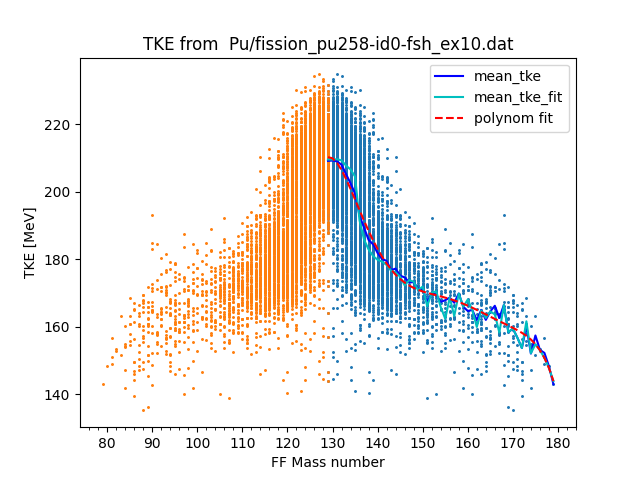 TKE from  Pu/fission_pu258-id0-fsh_ex10.dat
mean_tke
mean_tke_fit
polynom fit
TKE [MeV]
220
200
180
160
140
80 90 100 110 120 130 140 150 160 170 180
FF Mass number